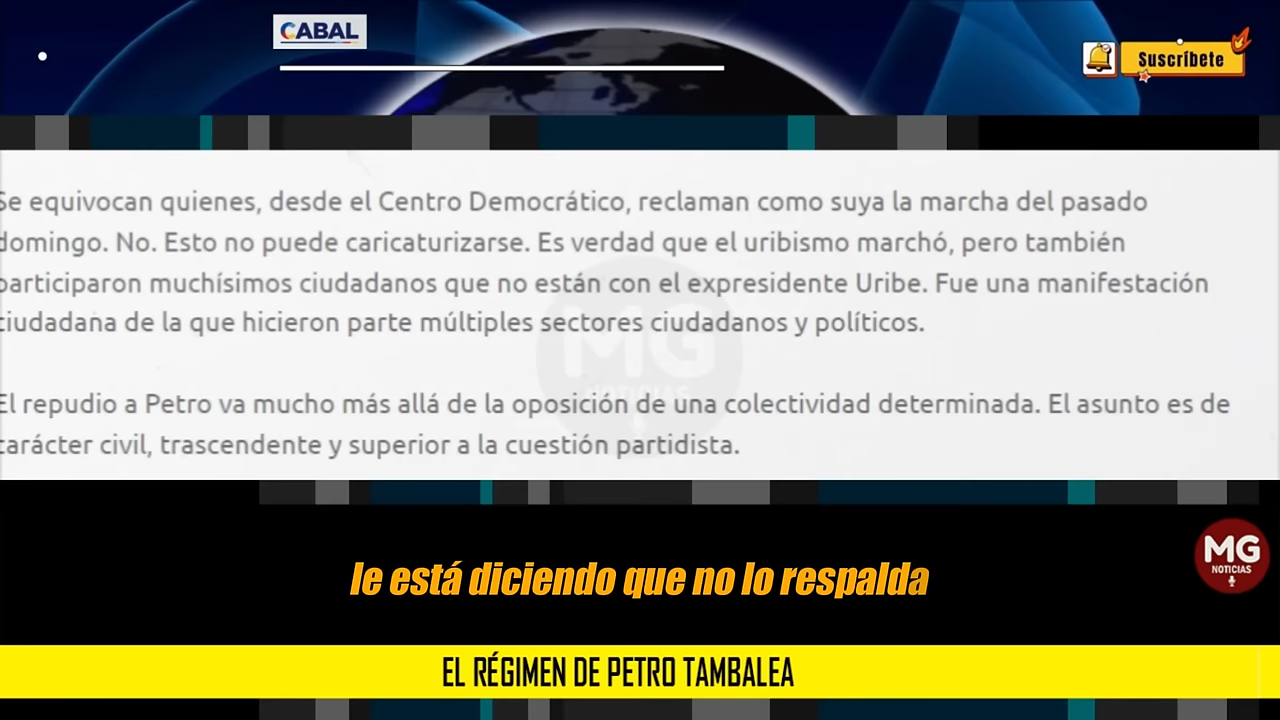 CABAL
Suscríbete
Se equivocan quienes, desde el Centro Democrático, reclaman como suya la marcha del pasado
domingo. No. Esto no puede caricaturizarse. Es verdad que el uribismo marchó, pero también
participaron muchísimos ciudadanos que no están con el expresidente Uribe. Fue una manifestación
ciudadana de la que hicieron parte múltiples sectores ciudadanos y políticos.
El repudio a Petro va mucho más allá de la oposición de una colectividad determinada. El asunto es de
carácter civil, trascendente y superior a la cuestión partidista.
MG
NOTICIAS
le está diciendo que no lo respalda
MG
NOTICIAS
EL RÉGIMEN DE PETRO TAMBALEA